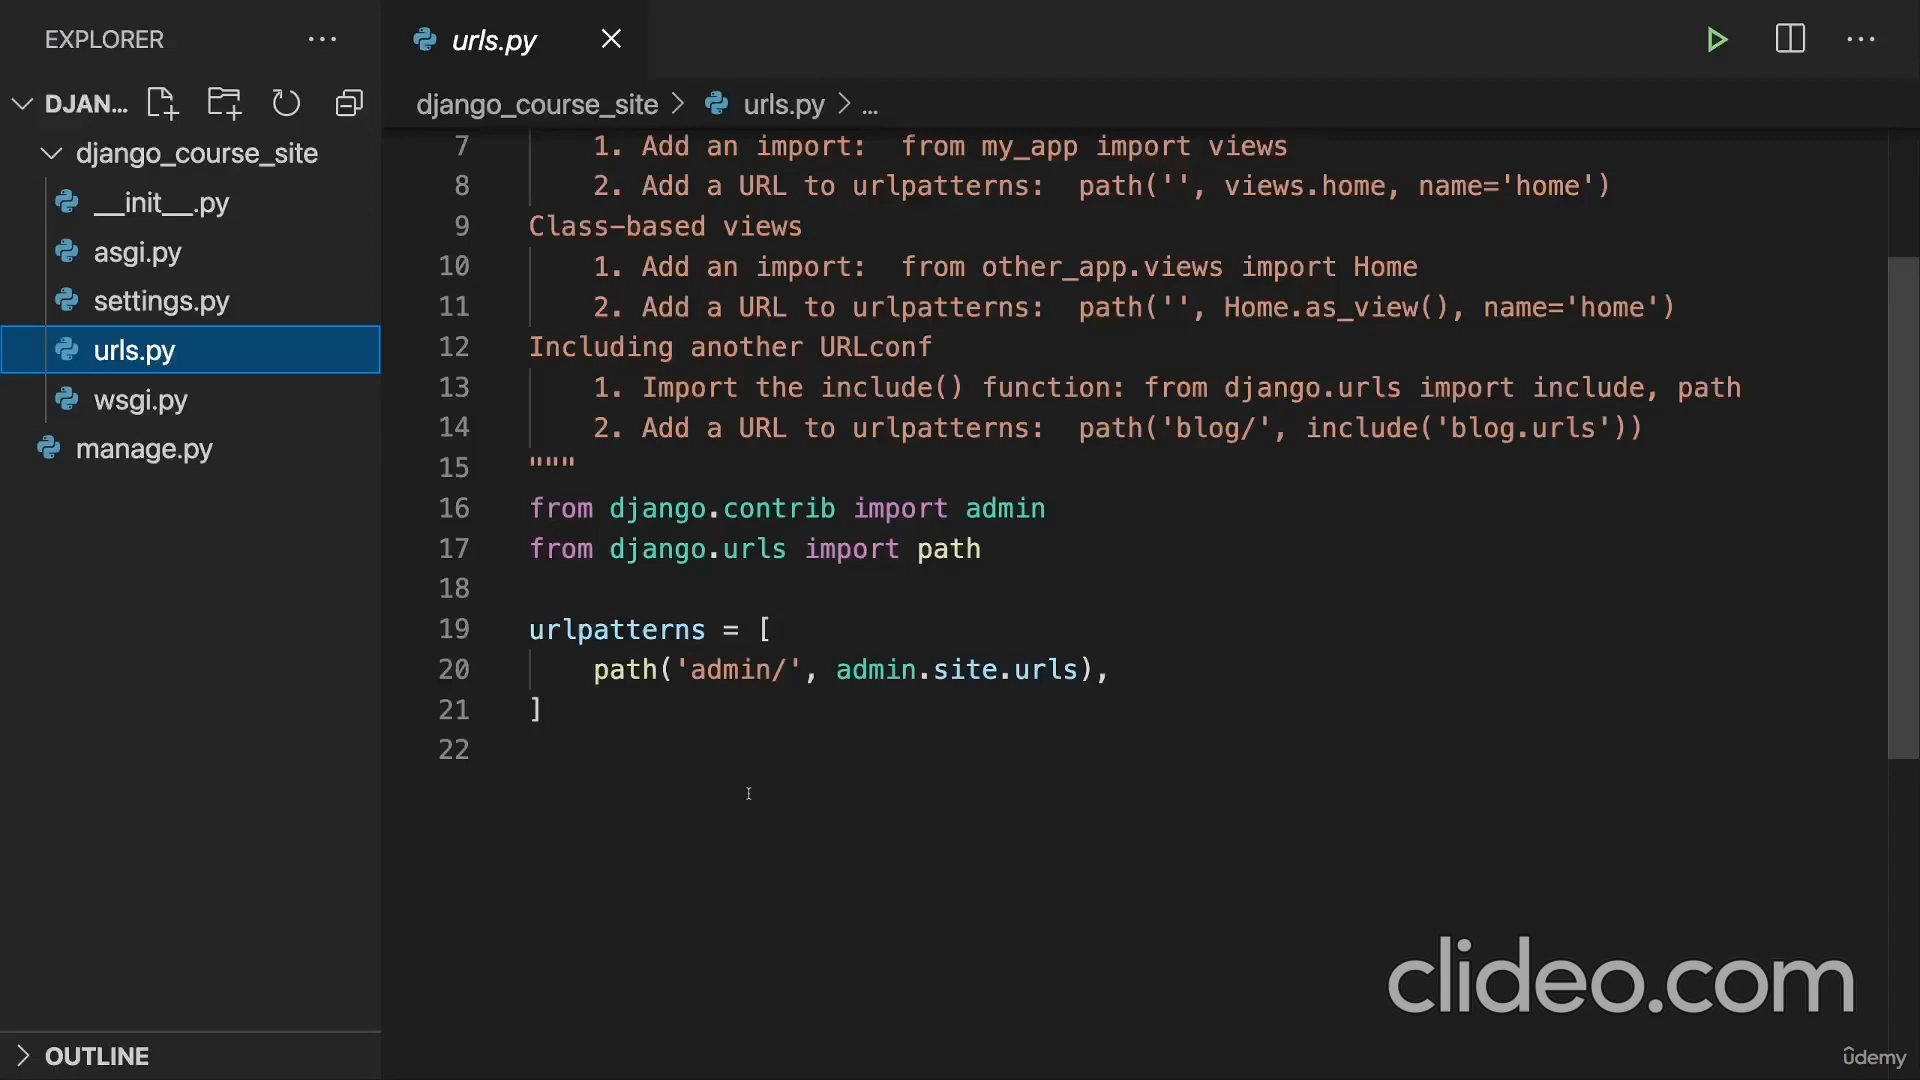 EXPLORER
DJAN...
django_course_site
__init__.py
asgi.py
settings.py
urls.py
wsgi.py
manage.py
OUTLINE
urls.py
django_course_site > urls.py > ...
7 1. Add an import:  from my_app import views
8 2. Add a URL to urlpatterns:  path('', views.home, name='home')
9 Class-based views
10 1. Add an import:  from other_app.views import Home
11 2. Add a URL to urlpatterns:  path('', Home.as_view(), name='home')
12 Including another URLconf
13 1. Import the include() function: from django.urls import include, path
14 2. Add a URL to urlpatterns:  path('blog/', include('blog.urls'))
15 """
16 from django.contrib import admin
17 from django.urls import path
18
19 urlpatterns = [
20 path('admin/', admin.site.urls),
21 ]
22
clideo.com
ûdemy